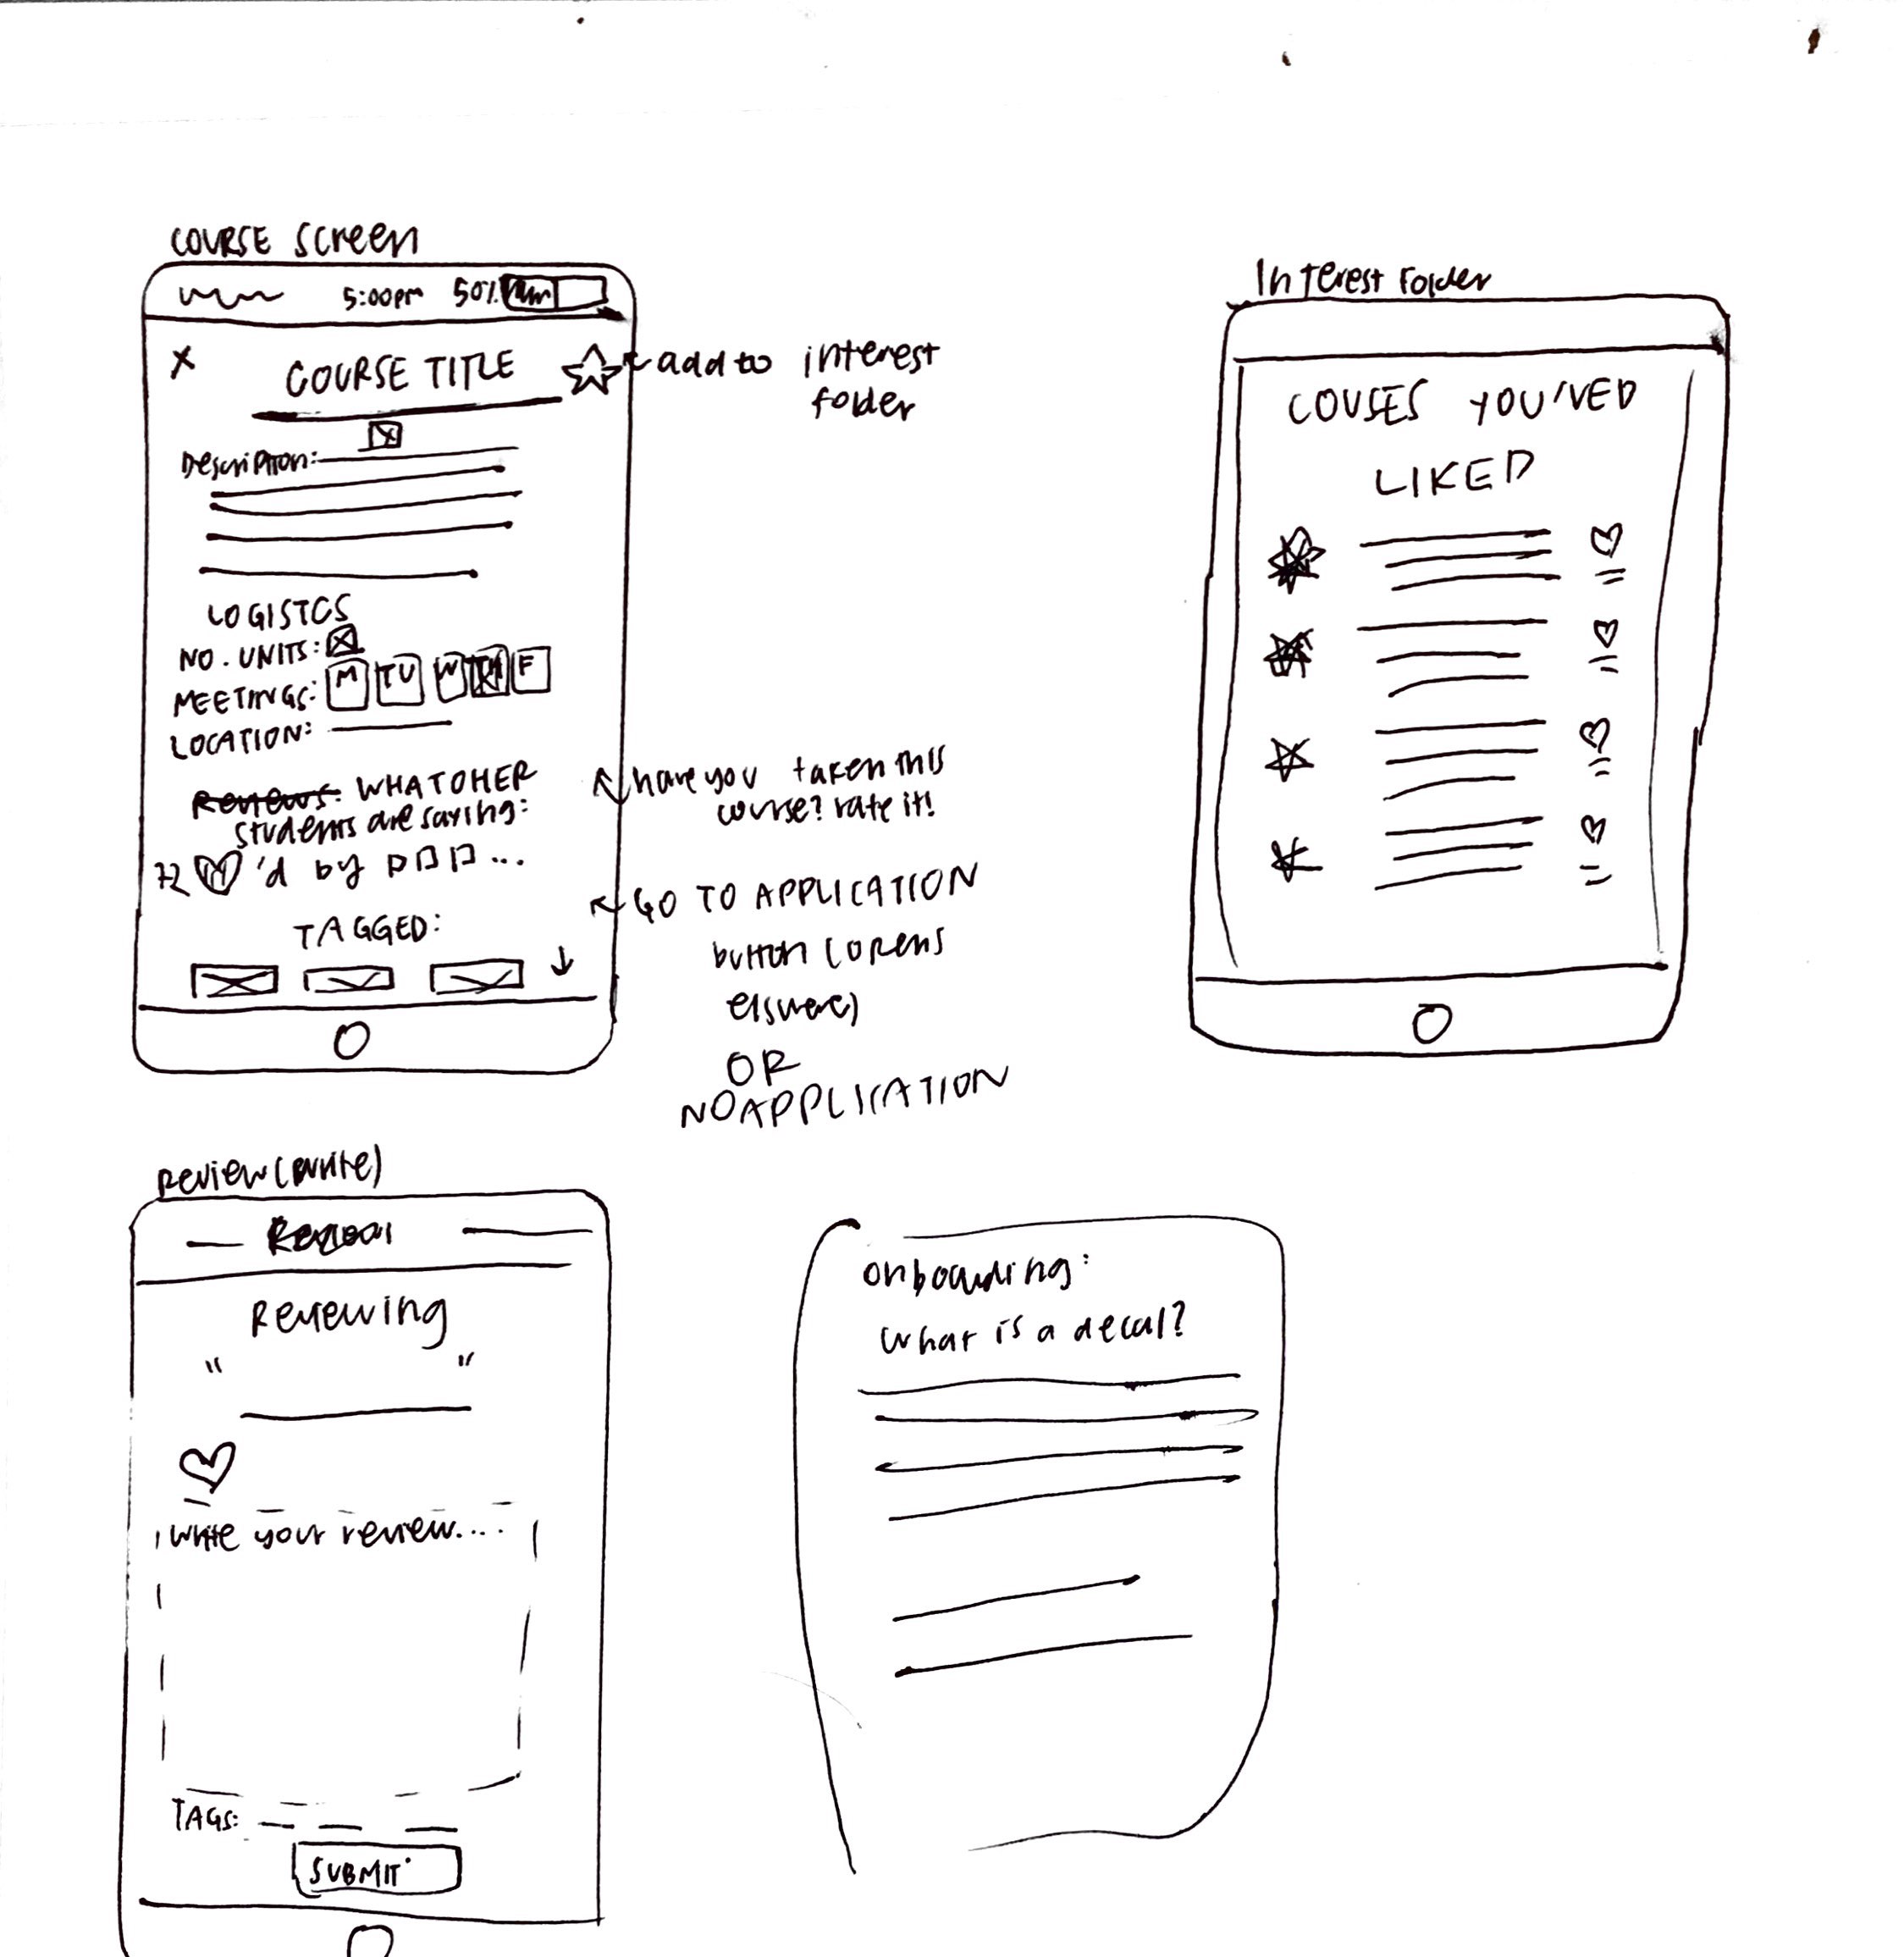 COURSE screen
5:00pm 50%
X COURSE TITLE
add to interest
folder
Description:
LOGISTCS
NO. UNITS:
MEETINGS: M TU W TH F
LOCATION:
Reviews: WHAT OHER
students are saying:
72 'd by ...
TAGGED:
have you taken this
course? rate it!
GO TO APPLICATION
button (opens
elswere)
OR
NO APPLICATION
Interest Folder
COUSES YOU'VED
LIKED
Review (write)
Reviewing
" "
write your review....
TAGS:
SUBMIT
onboarding:
what is a decal?